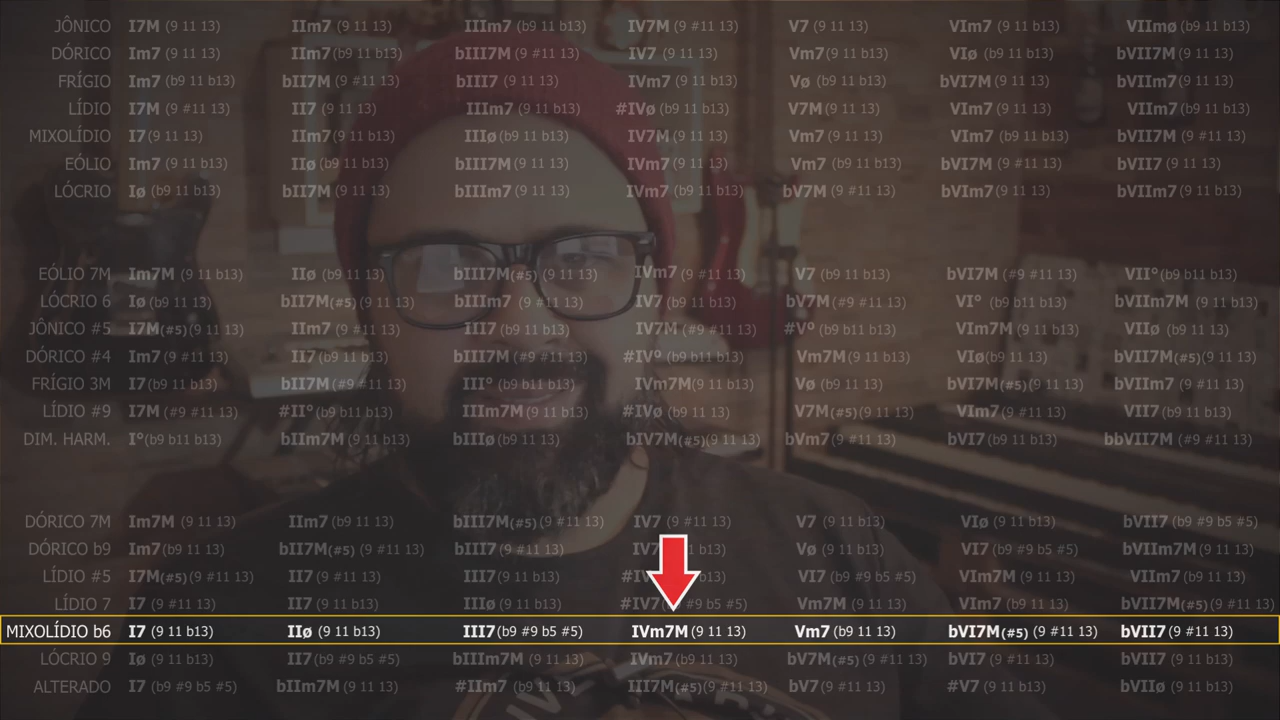 JÔNICO I7M (9 11 13) IIm7 (9 11 13) IIIm7 (b9 11 b13) IV7M (9 #11 13) V7 (9 11 13) VIm7 (9 11 b13) VIImø (b9 11 b13)
DÓRICO Im7 (9 11 13) IIm7 (b9 11 b13) bIII7M (9 #11 13) IV7 (9 11 13) Vm7 (9 11 b13) VIø (b9 11 b13) bVII7M (9 11 13)
FRÍGIO Im7 (b9 11 b13) bII7M (9 #11 13) bIII7 (9 11 13) IVm7 (9 11 b13) Vø (b9 11 b13) bVI7M (9 11 13) bVIIm7 (9 11 13)
LÍDIO I7M (9 #11 13) II7 (9 11 13) IIIm7 (9 11 b13) #IVø (b9 11 b13) V7M (9 11 13) VIm7 (9 11 13) VIIm7 (b9 11 b13)
MIXOLÍDIO I7 (9 11 13) IIm7 (9 11 b13) IIIø (b9 11 b13) IV7M (9 11 13) Vm7 (9 11 13) VIm7 (b9 11 b13) bVII7M (9 #11 13)
EÓLIO Im7 (9 11 b13) IIø (b9 11 b13) bIII7M (9 11 13) IVm7 (9 11 13) Vm7 (b9 11 b13) bVI7M (9 #11 13) bVII7 (9 11 13)
LÓCRIO Iø (b9 11 b13) bII7M (9 11 13) bIIIm7 (9 11 13) IVm7 (b9 11 b13) bV7M (9 #11 13) bVIm7 (9 11 13) bVIIm7 (9 11 b13)
EÓLIO 7M Im7M (9 11 b13) IIø (b9 11 13) bIII7M(#5) (9 11 13) IVm7 (9 #11 13) V7 (b9 11 b13) bVI7M (#9 #11 13) VII° (b9 b11 b13)
LÓCRIO 6 Iø (b9 11 13) bII7M(#5) (9 11 13) bIIIm7 (9 #11 13) IV7 (b9 11 b13) bV7M (#9 #11 13) VI° (b9 b11 b13) bVIIm7M (9 11 b13)
JÔNICO #5 I7M(#5) (9 11 13) IIm7 (9 #11 13) III7 (b9 11 b13) IV7M (#9 #11 13) #Vº (b9 b11 b13) VIm7M (9 11 b13) VIIø (b9 11 13)
DÓRICO #4 Im7 (9 #11 13) II7 (b9 11 b13) bIII7M (#9 #11 13) #IVº (b9 b11 b13) Vm7M (9 11 b13) VIø (b9 11 13) bVII7M(#5) (9 11 13)
FRÍGIO 3M I7 (b9 11 b13) bII7M (#9 #11 13) III° (b9 b11 b13) IVm7M (9 11 b13) Vø (b9 11 13) bVI7M(#5) (9 11 13) bVIIm7 (9 #11 13)
LÍDIO #9 I7M (#9 #11 13) #II° (b9 b11 b13) IIIm7M (9 11 b13) #IVø (b9 11 13) V7M(#5) (9 11 13) VIm7 (9 #11 13) VII7 (b9 11 b13)
DIM. HARM. I° (b9 b11 b13) bIIm7M (9 11 b13) bIIIø (b9 11 13) bIV7M(#5) (9 11 13) bVm7 (9 #11 13) bVI7 (b9 11 b13) bbVII7M (#9 #11 13)
DÓRICO 7M Im7M (9 11 13) IIm7 (b9 11 13) bIII7M(#5) (9 #11 13) IV7 (9 #11 13) V7 (9 11 b13) VIø (9 11 b13) bVII7 (b9 #9 b5 #5)
DÓRICO b9 Im7 (b9 11 13) bII7M(#5) (9 #11 13) bIII7 (9 #11 13) IV7 b13) Vø (9 11 b13) VI7 (b9 #9 b5 #5) bVIIm7M (9 11 13)
LÍDIO #5 I7M(#5) (9 #11 13) II7 (9 #11 13) III7 (9 11 b13) b13) VI7 (b9 #9 b5 #5) VIm7M (9 11 13) VIIm7 (b9 11 13)
LÍDIO 7 I7 (9 #11 13) II7 (9 11 b13) IIIø (9 11 b13) #IV7 (b9 #9 b5 #5) Vm7M (9 11 13) VIm7 (b9 11 13) bVII7M(#5) (9 #11 13)
MIXOLÍDIO b6 I7 (9 11 b13) IIø (9 11 b13) III7 (b9 #9 b5 #5) IVm7M (9 11 13) Vm7 (b9 11 13) bVI7M(#5) (9 #11 13) bVII7 (9 #11 13)
LÓCRIO 9 Iø (9 11 b13) II7 (b9 #9 b5 #5) bIIIm7M (9 11 13) IVm7 (b9 11 13) bV7M(#5) (9 #11 13) bVI7 (9 #11 13) bVII7 (9 11 b13)
ALTERADO I7 (b9 #9 b5 #5) bIIm7M (9 11 13) #IIm7 (b9 11 b13) III7M(#5) (9 #11 13) bV7 (9 11 13) #V7 (9 11 b13) bVIIø (9 11 b13)